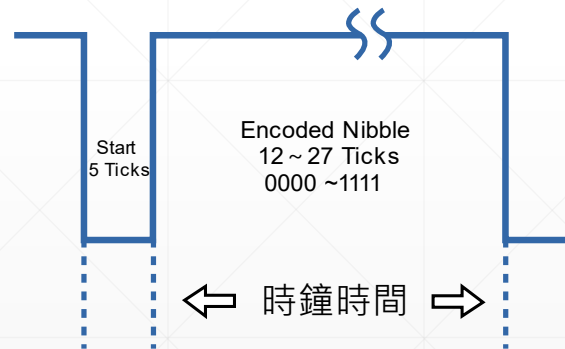 Start
5 Ticks
Encoded Nibble
12～27 Ticks
0000 ~1111
時鐘時間